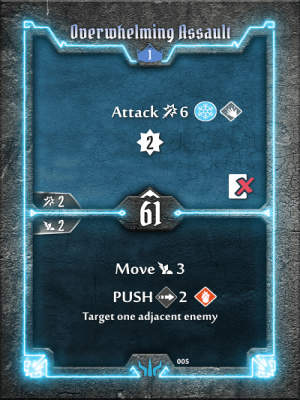 Overwhelming Assault
1
Attack 6
2
2
61
2
Move 3
PUSH 2
Target one adjacent enemy
005